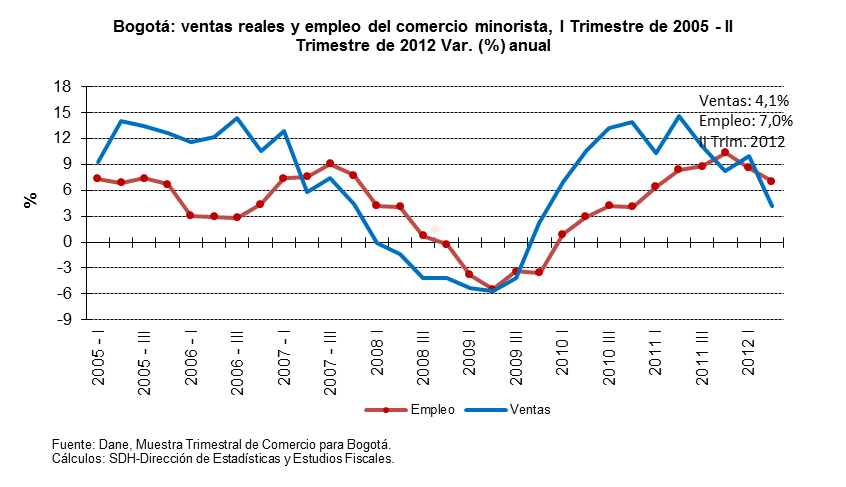 Bogotá: ventas reales y empleo del comercio minorista, I Trimestre de 2005 - II
Trimestre de 2012 Var. (%) anual
18
15
12
9
6
3
0
-3
-6
-9
%
Ventas: 4,1%
Empleo: 7,0%
II Trim. 2012
2005 - I
2005 - III
2006 - I
2006 - III
2007 - I
2007 - III
2008 I
2008 III
2009 I
2009 III
2010 I
2010 III
2011 I
2011 III
2012 I
Empleo
Ventas
Fuente: Dane, Muestra Trimestral de Comercio para Bogotá.
Cálculos: SDH-Dirección de Estadísticas y Estudios Fiscales.